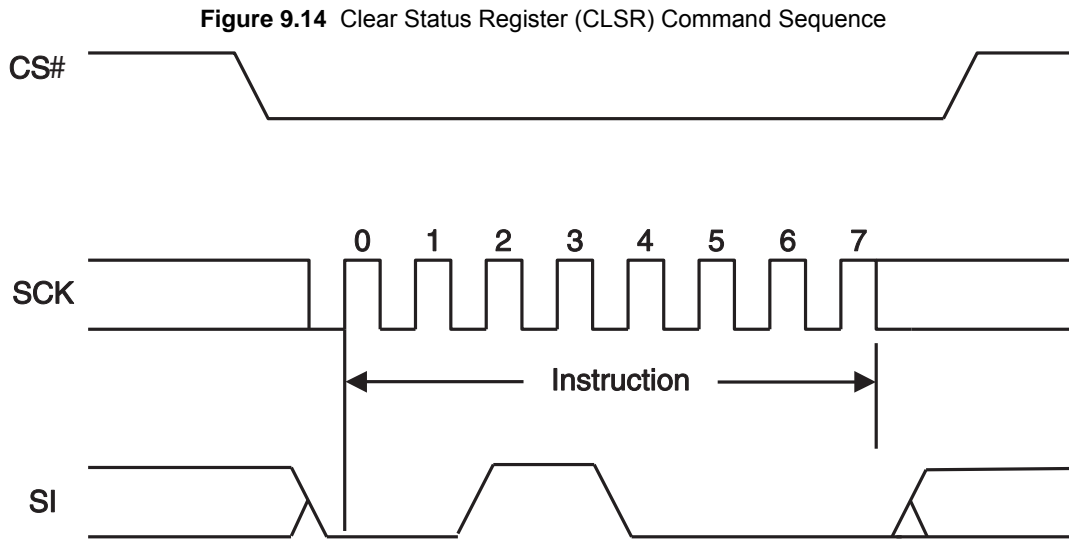 Figure 9.14 Clear Status Register (CLSR) Command Sequence
CS#
0 1 2 3 4 5 6 7
SCK
Instruction
SI